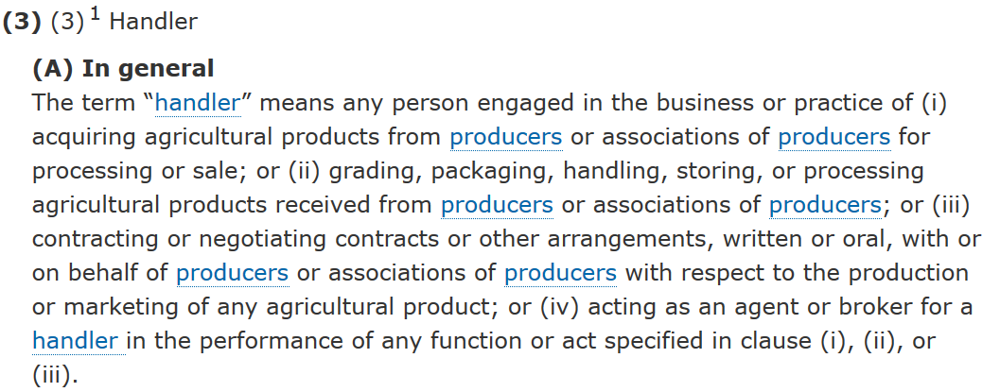 (3) (3) 1 Handler
(A) In general
The term “handler” means any person engaged in the business or practice of (i)
acquiring agricultural products from producers or associations of producers for
processing or sale; or (ii) grading, packaging, handling, storing, or processing
agricultural products received from producers or associations of producers; or (iii)
contracting or negotiating contracts or other arrangements, written or oral, with or
on behalf of producers or associations of producers with respect to the production
or marketing of any agricultural product; or (iv) acting as an agent or broker for a
handler in the performance of any function or act specified in clause (i), (ii), or
(iii).